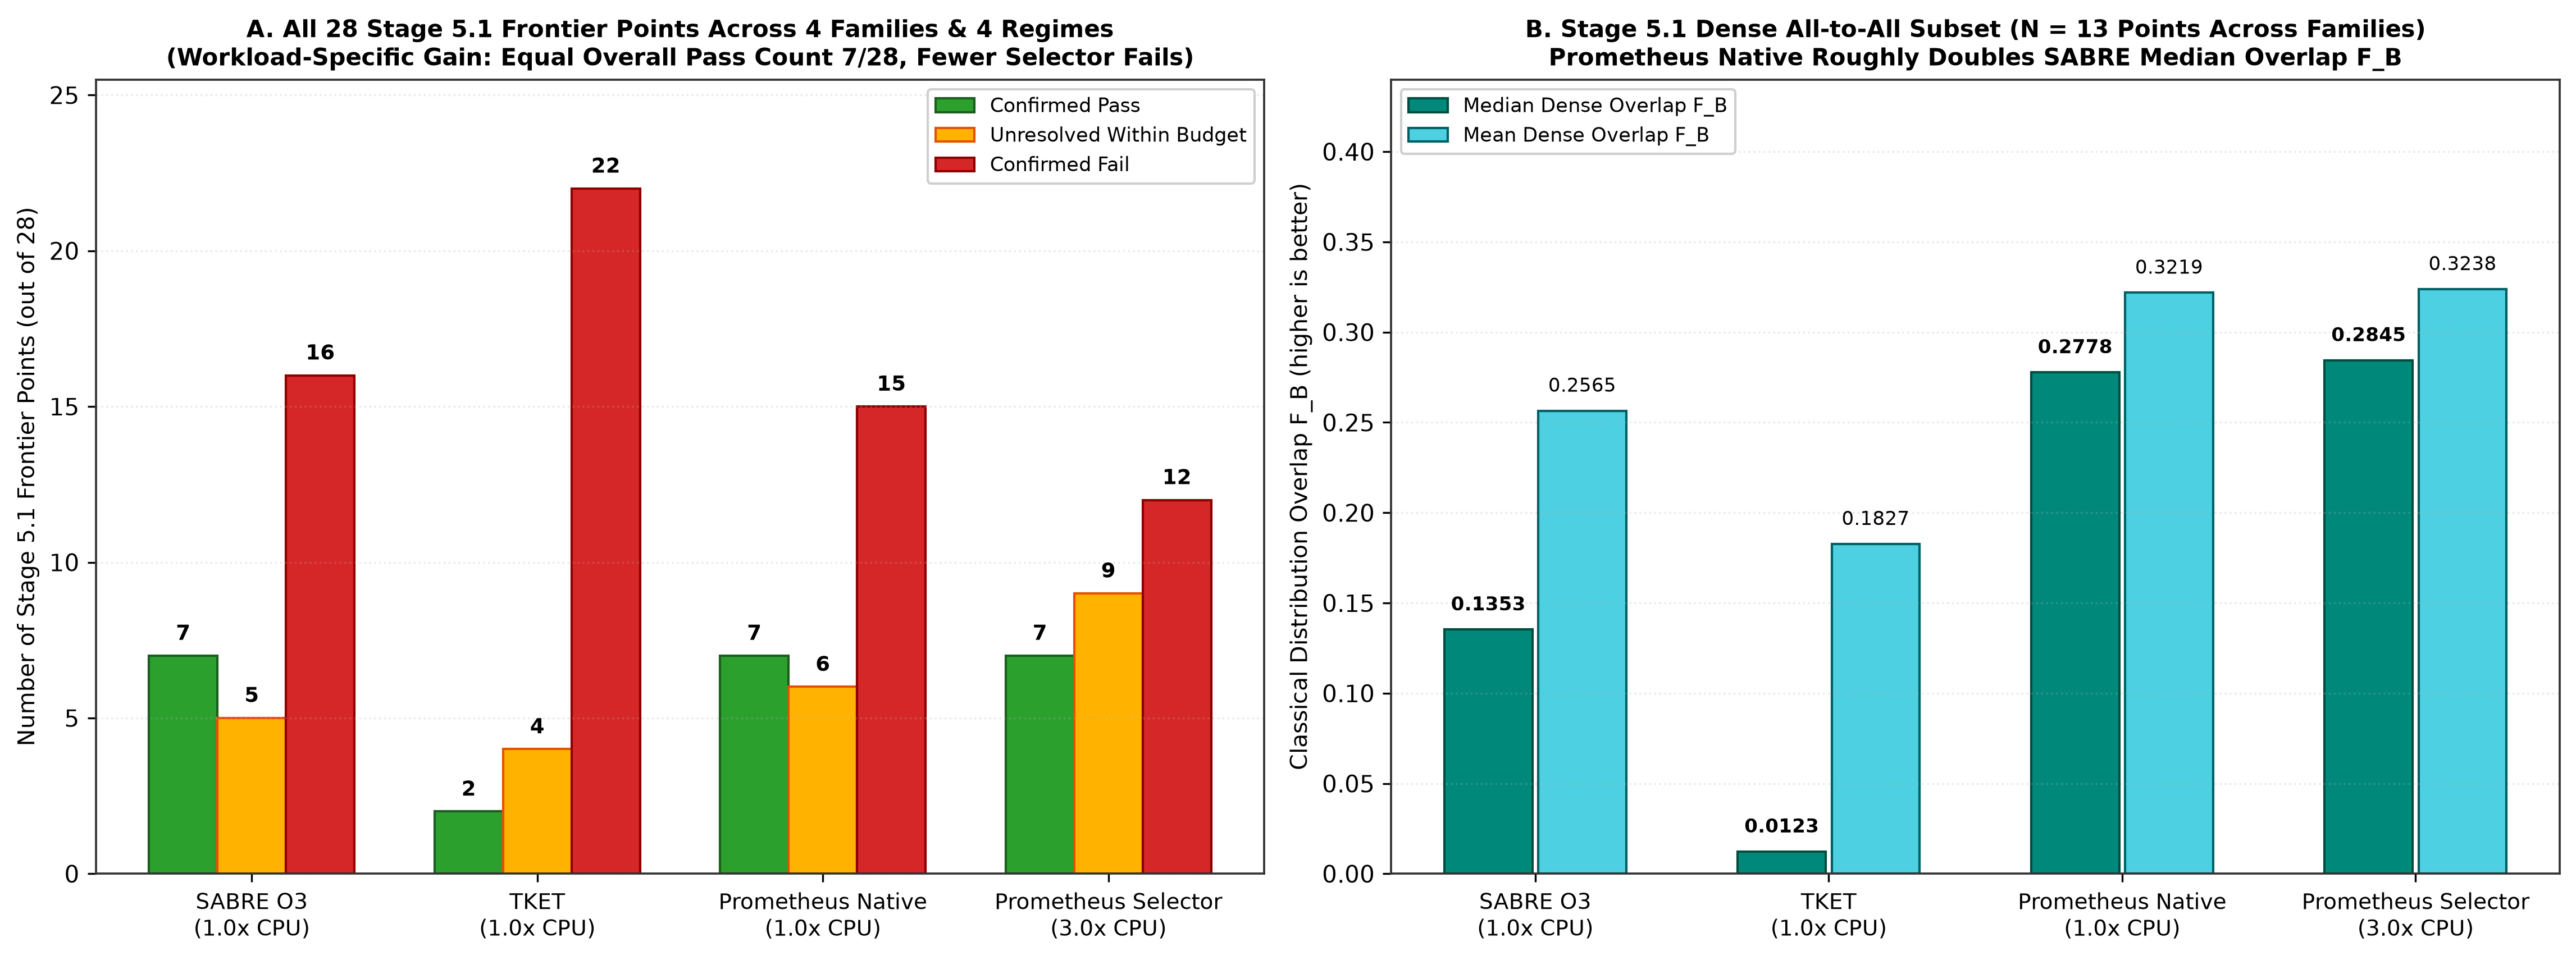 A. All 28 Stage 5.1 Frontier Points Across 4 Families & 4 Regimes
(Workload-Specific Gain: Equal Overall Pass Count 7/28, Fewer Selector Fails)
Number of Stage 5.1 Frontier Points (out of 28)
25
20
15
10
5
0
Confirmed Pass
Unresolved Within Budget
Confirmed Fail
7
5
16
2
4
22
7
6
15
7
9
12
SABRE O3
(1.0x CPU)
TKET
(1.0x CPU)
Prometheus Native
(1.0x CPU)
Prometheus Selector
(3.0x CPU)
B. Stage 5.1 Dense All-to-All Subset (N = 13 Points Across Families)
Prometheus Native Roughly Doubles SABRE Median Overlap F_B
Classical Distribution Overlap F_B (higher is better)
0.40
0.35
0.30
0.25
0.20
0.15
0.10
0.05
0.00
Median Dense Overlap F_B
Mean Dense Overlap F_B
0.1353
0.2565
0.0123
0.1827
0.2778
0.3219
0.2845
0.3238
SABRE O3
(1.0x CPU)
TKET
(1.0x CPU)
Prometheus Native
(1.0x CPU)
Prometheus Selector
(3.0x CPU)